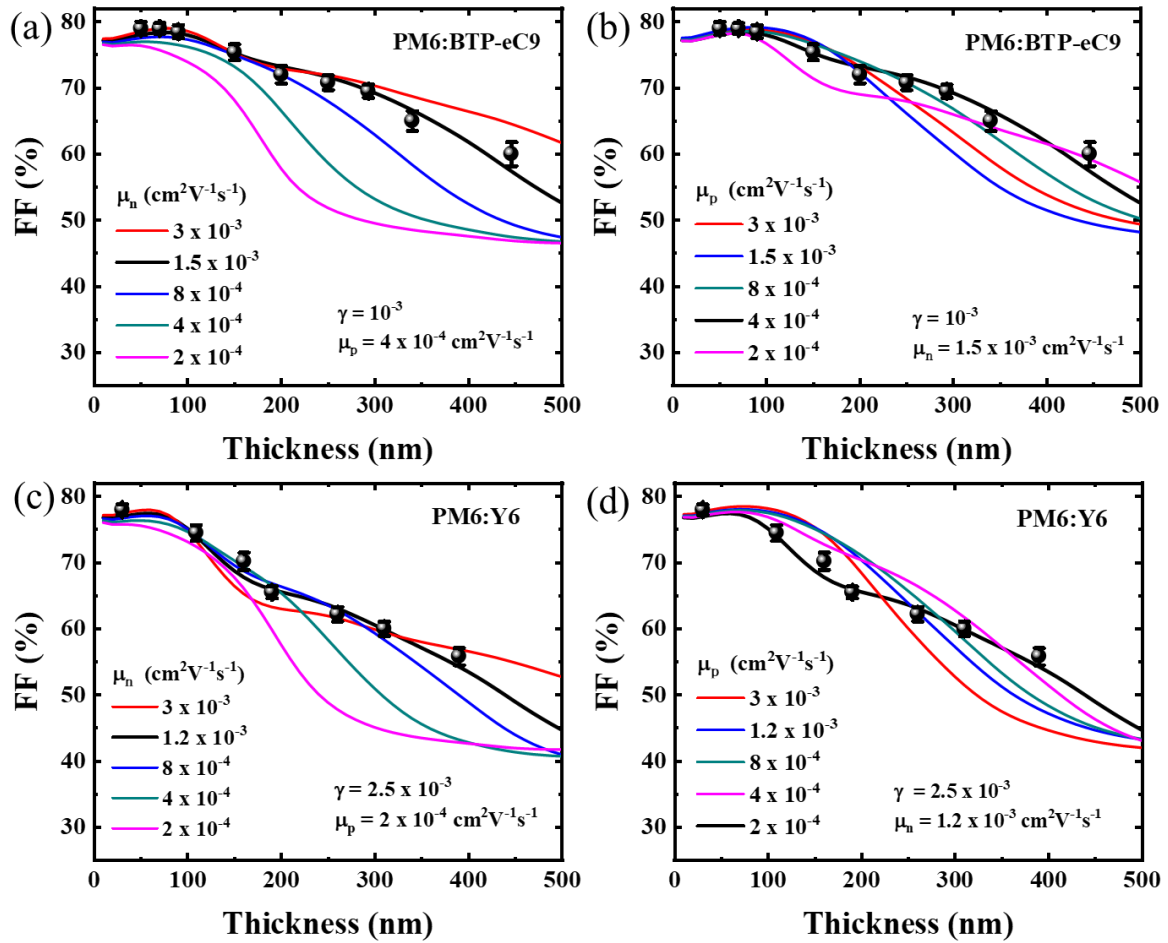 (a)
PM6:BTP-eC9
80
70
60
50
40
30
FF (%)
μn (cm²V⁻¹s⁻¹)
3 x 10⁻³
1.5 x 10⁻³
8 x 10⁻⁴
4 x 10⁻⁴
2 x 10⁻⁴
γ = 10⁻³
μp = 4 x 10⁻⁴ cm²V⁻¹s⁻¹
0 100 200 300 400 500
Thickness (nm)
(b)
PM6:BTP-eC9
80
70
60
50
40
30
FF (%)
μp (cm²V⁻¹s⁻¹)
3 x 10⁻³
1.5 x 10⁻³
8 x 10⁻⁴
4 x 10⁻⁴
2 x 10⁻⁴
γ = 10⁻³
μn = 1.5 x 10⁻³ cm²V⁻¹s⁻¹
0 100 200 300 400 500
Thickness (nm)
(c)
PM6:Y6
80
70
60
50
40
30
FF (%)
μn (cm²V⁻¹s⁻¹)
3 x 10⁻³
1.2 x 10⁻³
8 x 10⁻⁴
4 x 10⁻⁴
2 x 10⁻⁴
γ = 2.5 x 10⁻³
μp = 2 x 10⁻⁴ cm²V⁻¹s⁻¹
0 100 200 300 400 500
Thickness (nm)
(d)
PM6:Y6
80
70
60
50
40
30
FF (%)
μp (cm²V⁻¹s⁻¹)
3 x 10⁻³
1.2 x 10⁻³
8 x 10⁻⁴
4 x 10⁻⁴
2 x 10⁻⁴
γ = 2.5 x 10⁻³
μn = 1.2 x 10⁻³ cm²V⁻¹s⁻¹
0 100 200 300 400 500
Thickness (nm)